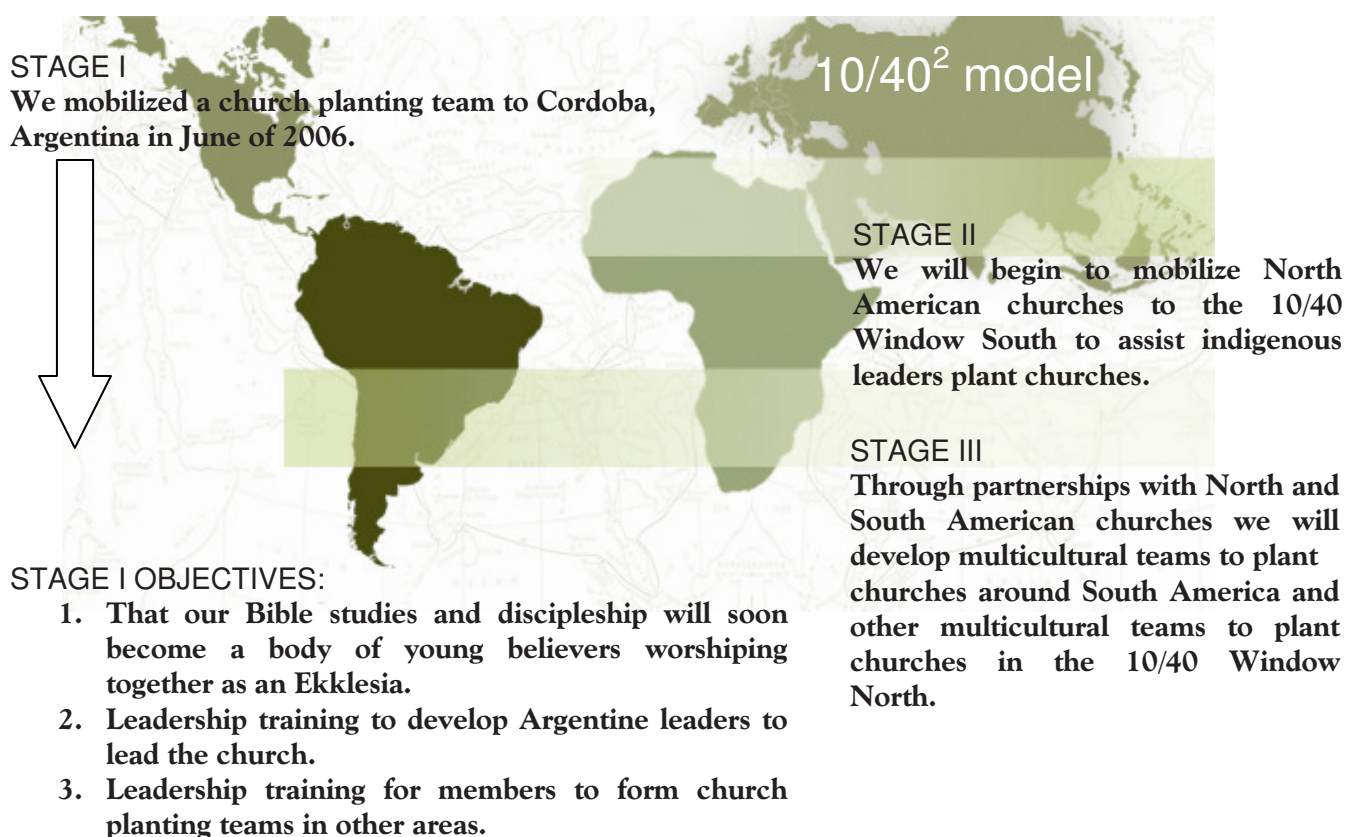 10/40² model
STAGE I
We mobilized a church planting team to Cordoba,
Argentina in June of 2006.
STAGE II
We will begin to mobilize North
American churches to the 10/40
Window South to assist indigenous
leaders plant churches.
STAGE III
Through partnerships with North and
South American churches we will
develop multicultural teams to plant
churches around South America and
other multicultural teams to plant
churches in the 10/40 Window
North.
STAGE I OBJECTIVES:
1. That our Bible studies and discipleship will soon
become a body of young believers worshiping
together as an Ekklesia.
2. Leadership training to develop Argentine leaders to
lead the church.
3. Leadership training for members to form church
planting teams in other areas.